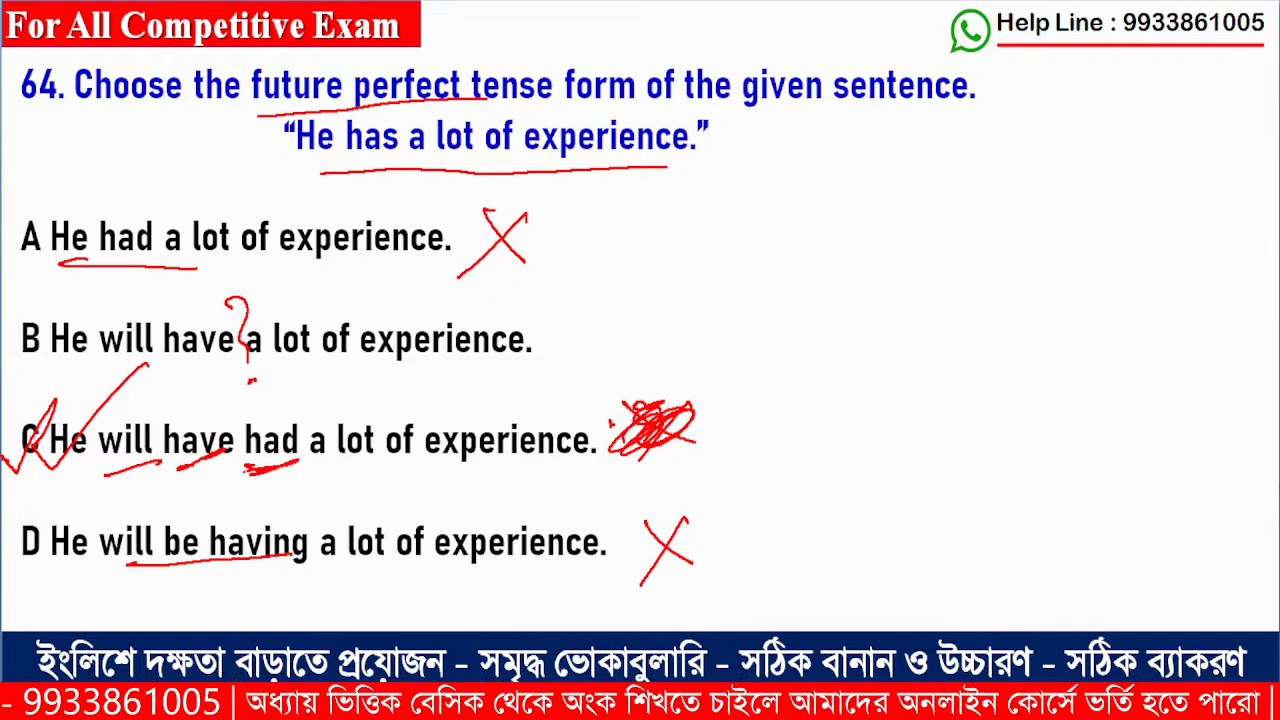 For All Competitive Exam
Help Line : 9933861005
64. Choose the future perfect tense form of the given sentence.
“He has a lot of experience.”
A He had a lot of experience.
B He will have a lot of experience.
C He will have had a lot of experience.
D He will be having a lot of experience.
ইংলিশে দক্ষতা বাড়াতে প্রয়োজন - সমৃদ্ধ ভোকাবুলারি - সঠিক বানান ও উচ্চারণ - সঠিক ব্যাকরণ
- 9933861005 | অধ্যায় ভিত্তিক বেসিক থেকে অংক শিখতে চাইলে আমাদের অনলাইন কোর্সে ভর্তি হতে পারো |